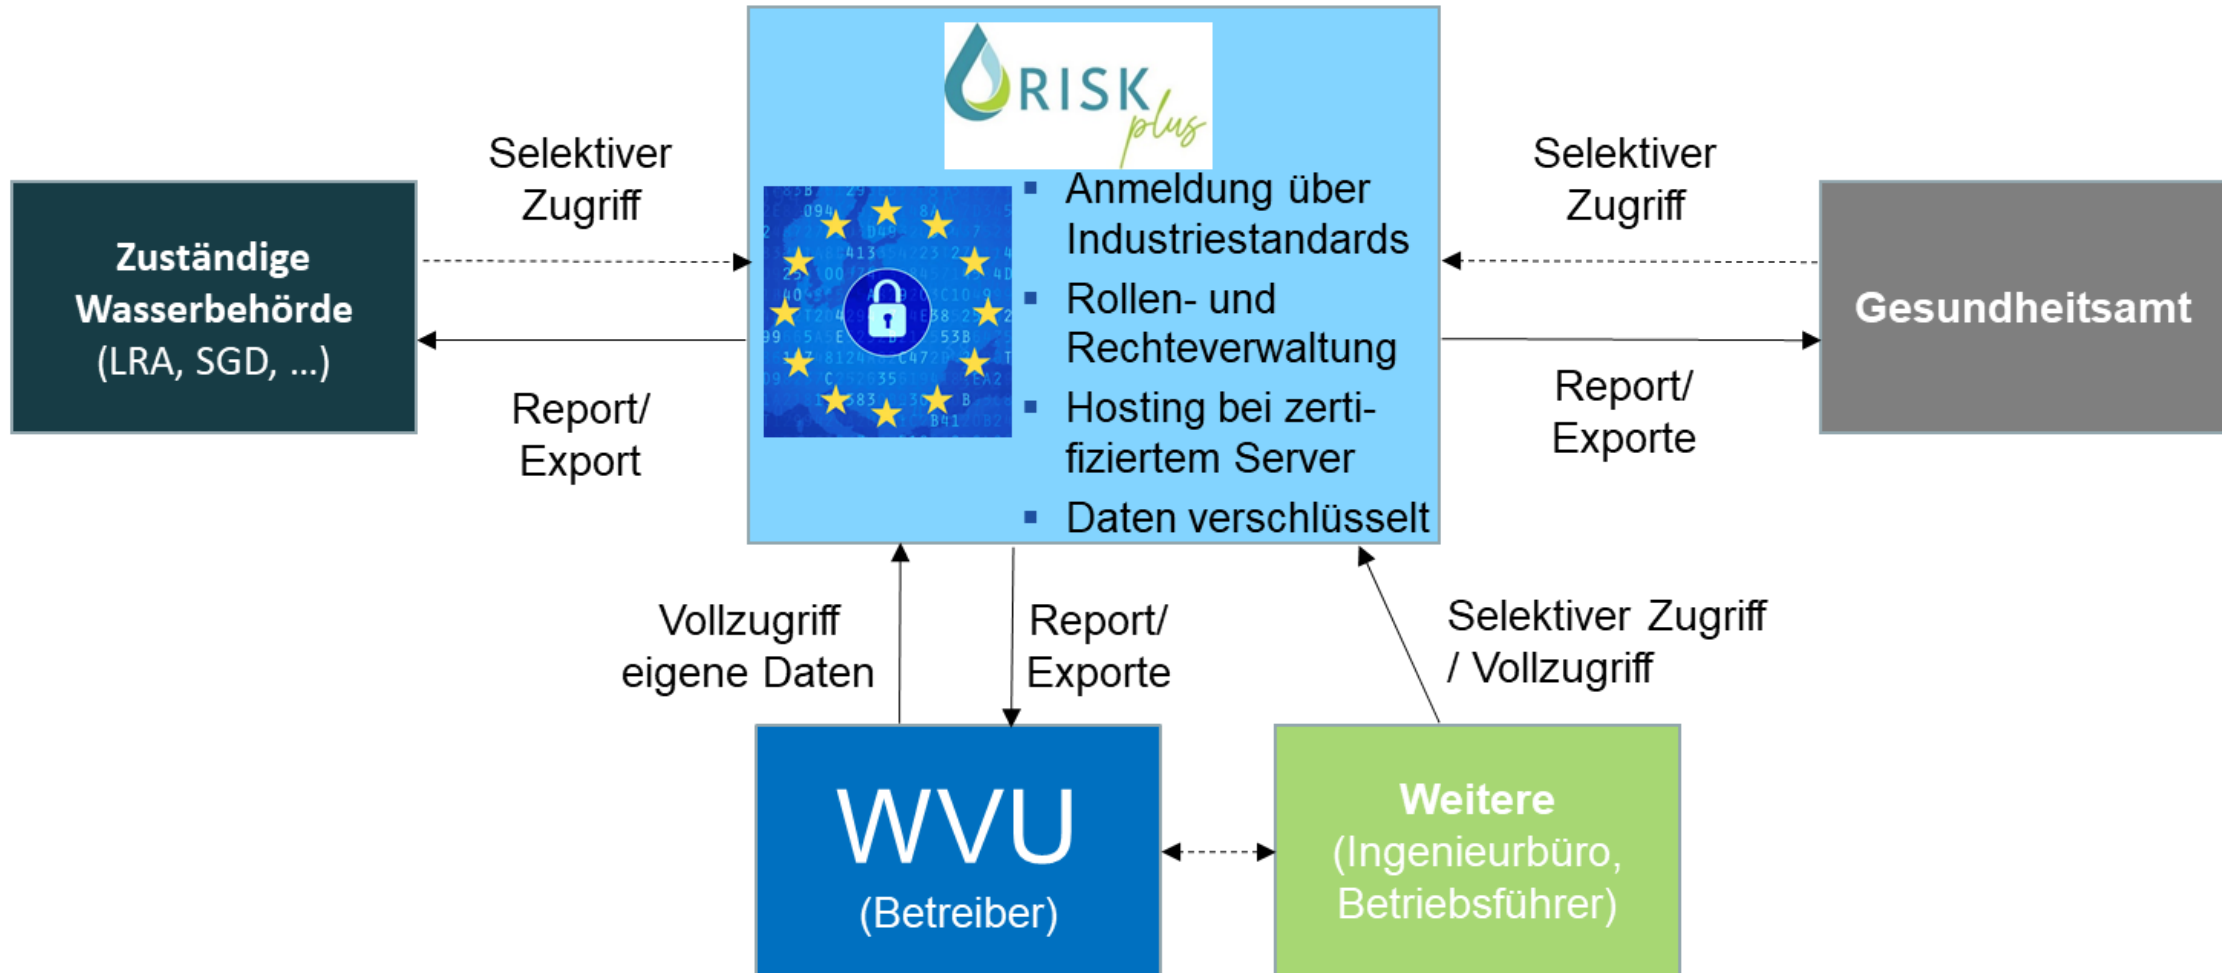 RISK
plus
Selektiver
Zugriff
Zuständige
Wasserbehörde
(LRA, SGD, ...)
Report/
Export
▪ Anmeldung über
Industriestandards
▪ Rollen- und
Rechteverwaltung
▪ Hosting bei zerti-
fiziertem Server
▪ Daten verschlüsselt
Selektiver
Zugriff
Gesundheitsamt
Report/
Exporte
Vollzugriff
eigene Daten
Report/
Exporte
Selektiver Zugriff
/ Vollzugriff
WVU
(Betreiber)
Weitere
(Ingenieurbüro,
Betriebsführer)